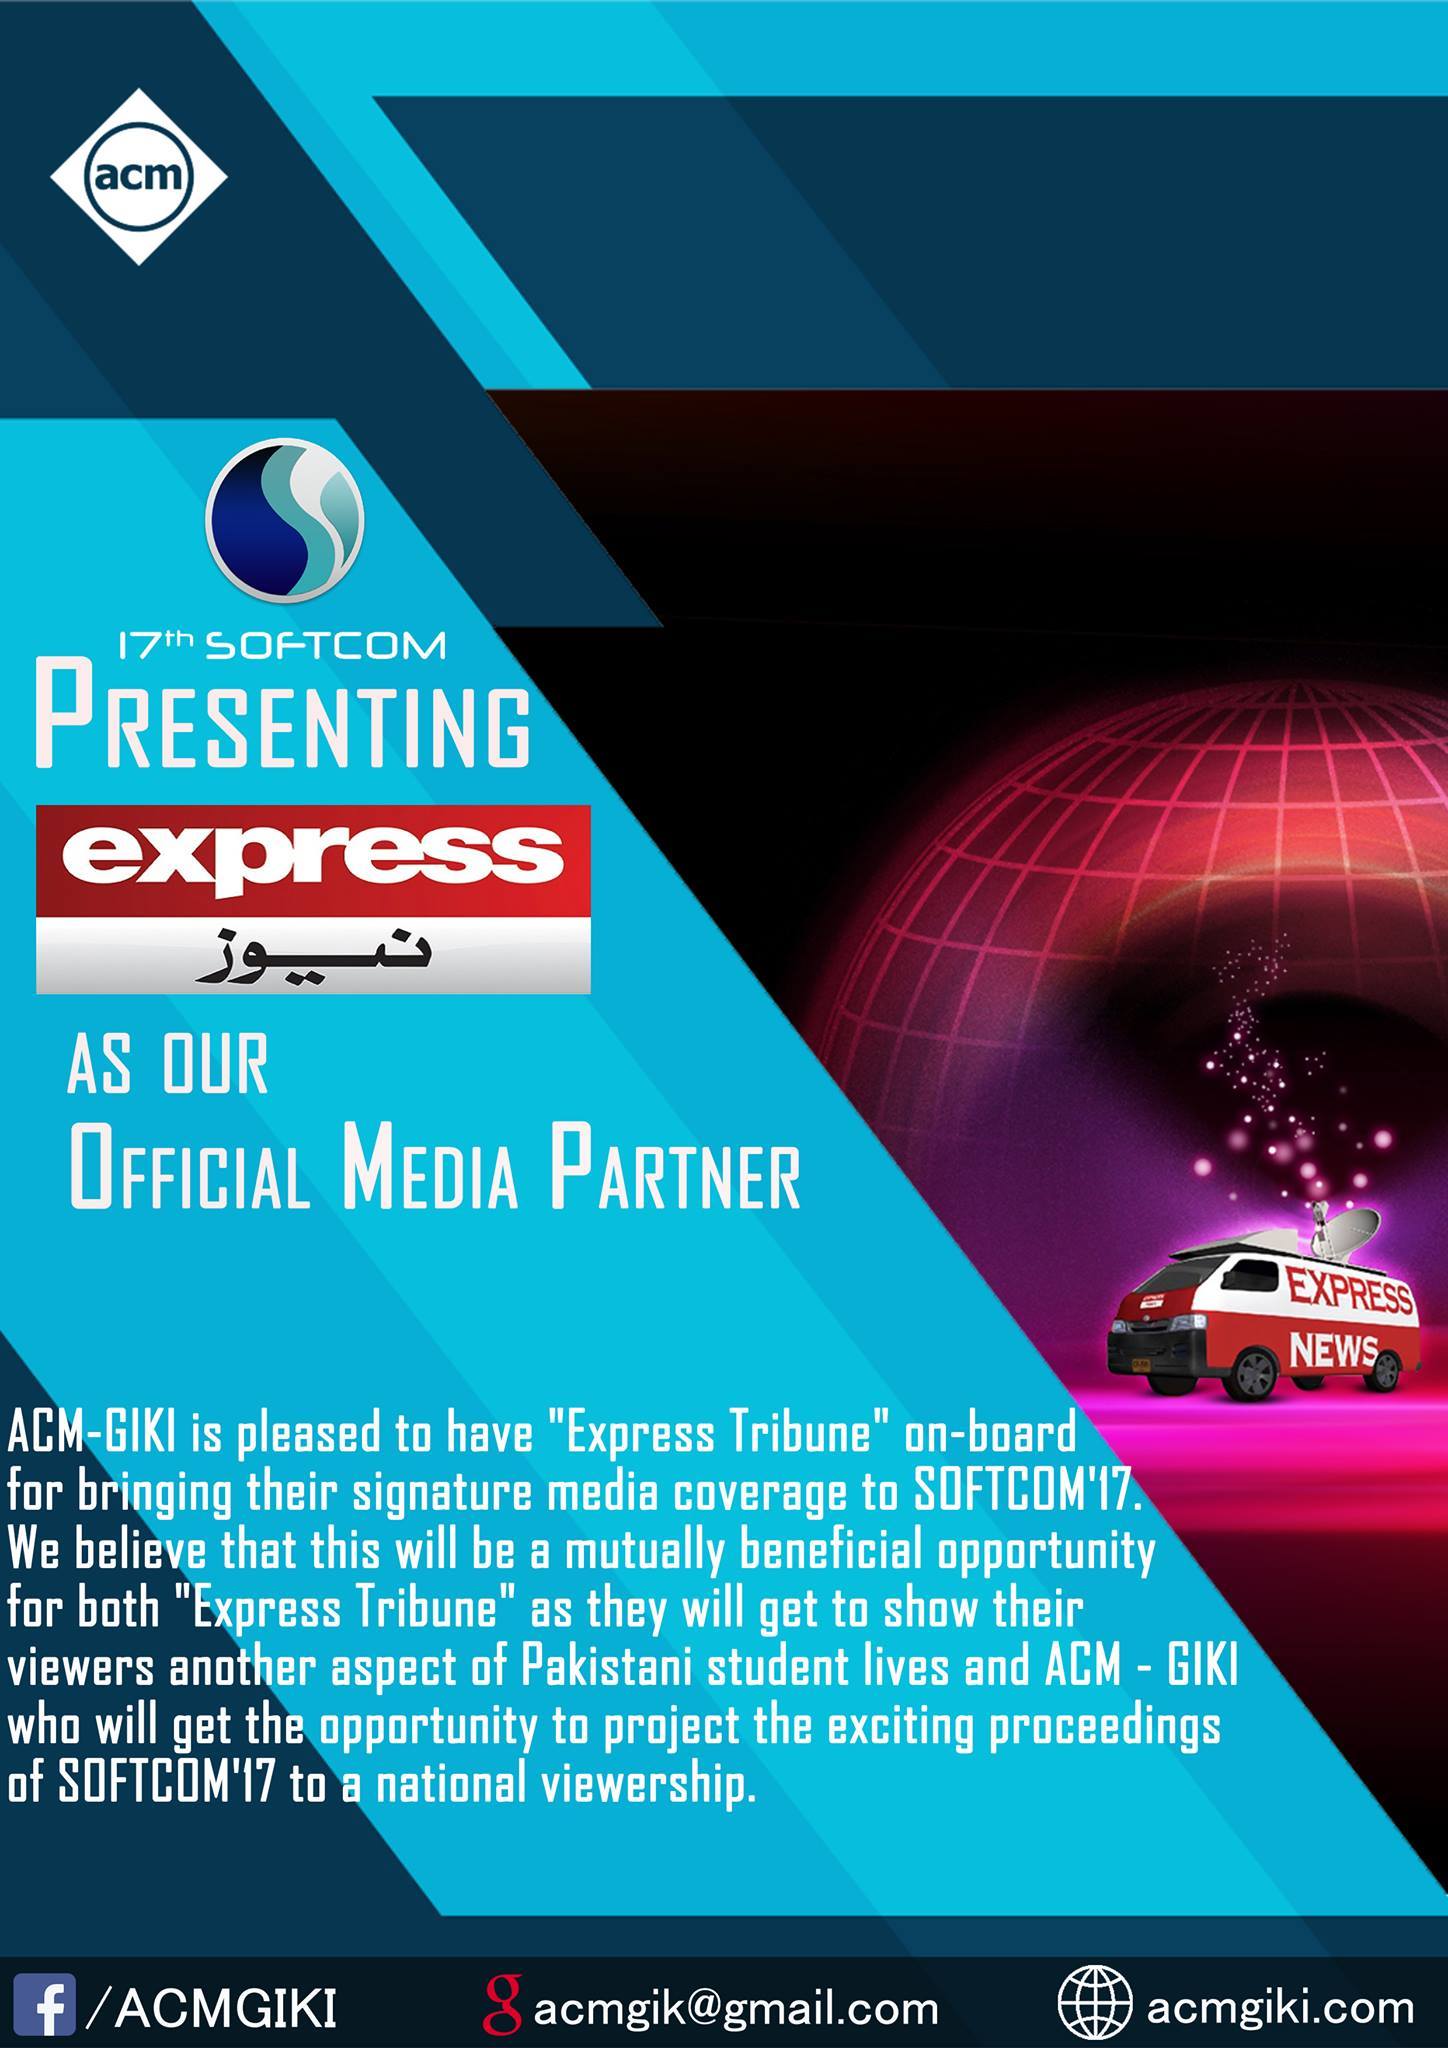 acm
17th SOFTCOM
PRESENTING
express
نیوز
AS OUR
OFFICIAL MEDIA PARTNER
EXPRESS
NEWS
ACM-GIKI is pleased to have "Express Tribune" on-board
for bringing their signature media coverage to SOFTCOM'17.
We believe that this will be a mutually beneficial opportunity
for both "Express Tribune" as they will get to show their
viewers another aspect of Pakistani student lives and ACM - GIKI
who will get the opportunity to project the exciting proceedings
of SOFTCOM'17 to a national viewership.
f /ACMGIKI
g acmgik@gmail.com
acmgiki.com